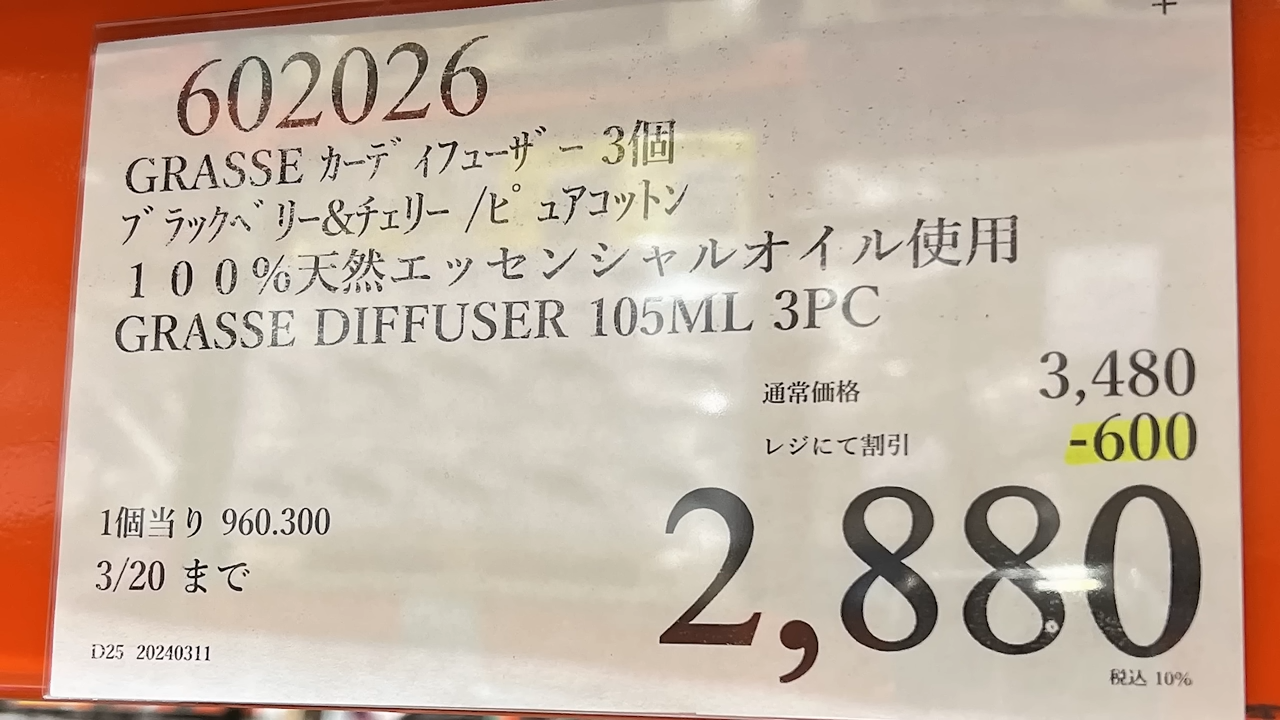 602026
GRASSE カーディフューザー 3個
ブラックベリー&チェリー /ピュアコットン
１００%天然エッセンシャルオイル使用
GRASSE DIFFUSER 105ML 3PC
通常価格 3,480
レジにて割引 -600
2,880
1個当り 960.300
3/20 まで
D25 20240311
税込 10%
+